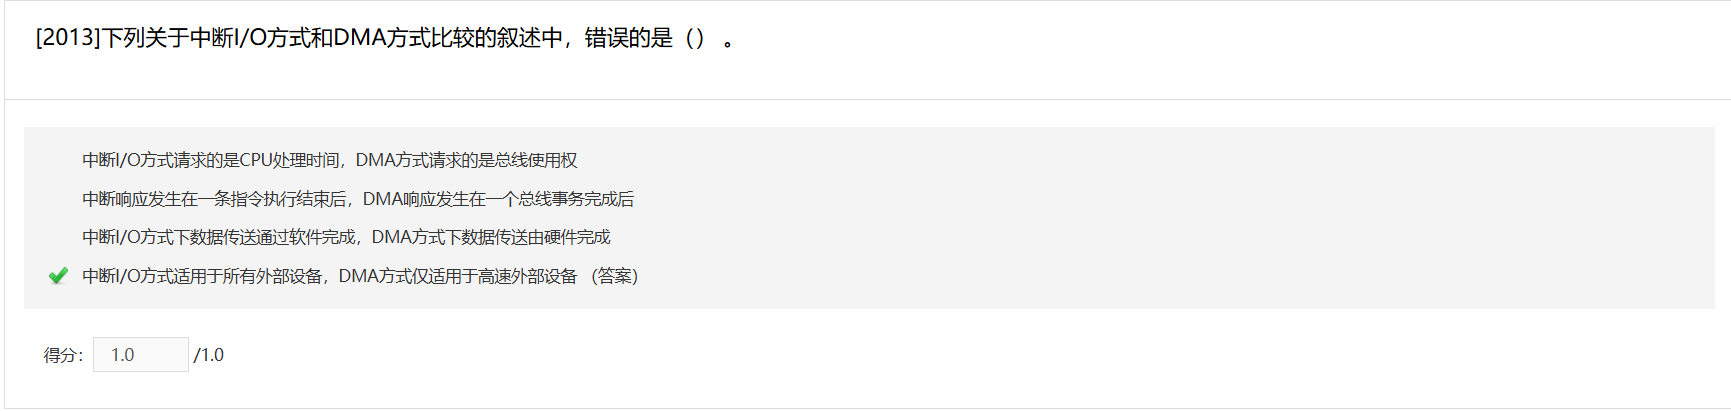 [2013]下列关于中断I/O方式和DMA方式比较的叙述中，错误的是（） 。
中断I/O方式请求的是CPU处理时间，DMA方式请求的是总线使用权
中断响应发生在一条指令执行结束后，DMA响应发生在一个总线事务完成后
中断I/O方式下数据传送通过软件完成，DMA方式下数据传送由硬件完成
中断I/O方式适用于所有外部设备，DMA方式仅适用于高速外部设备 （答案）
得分： 1.0 /1.0